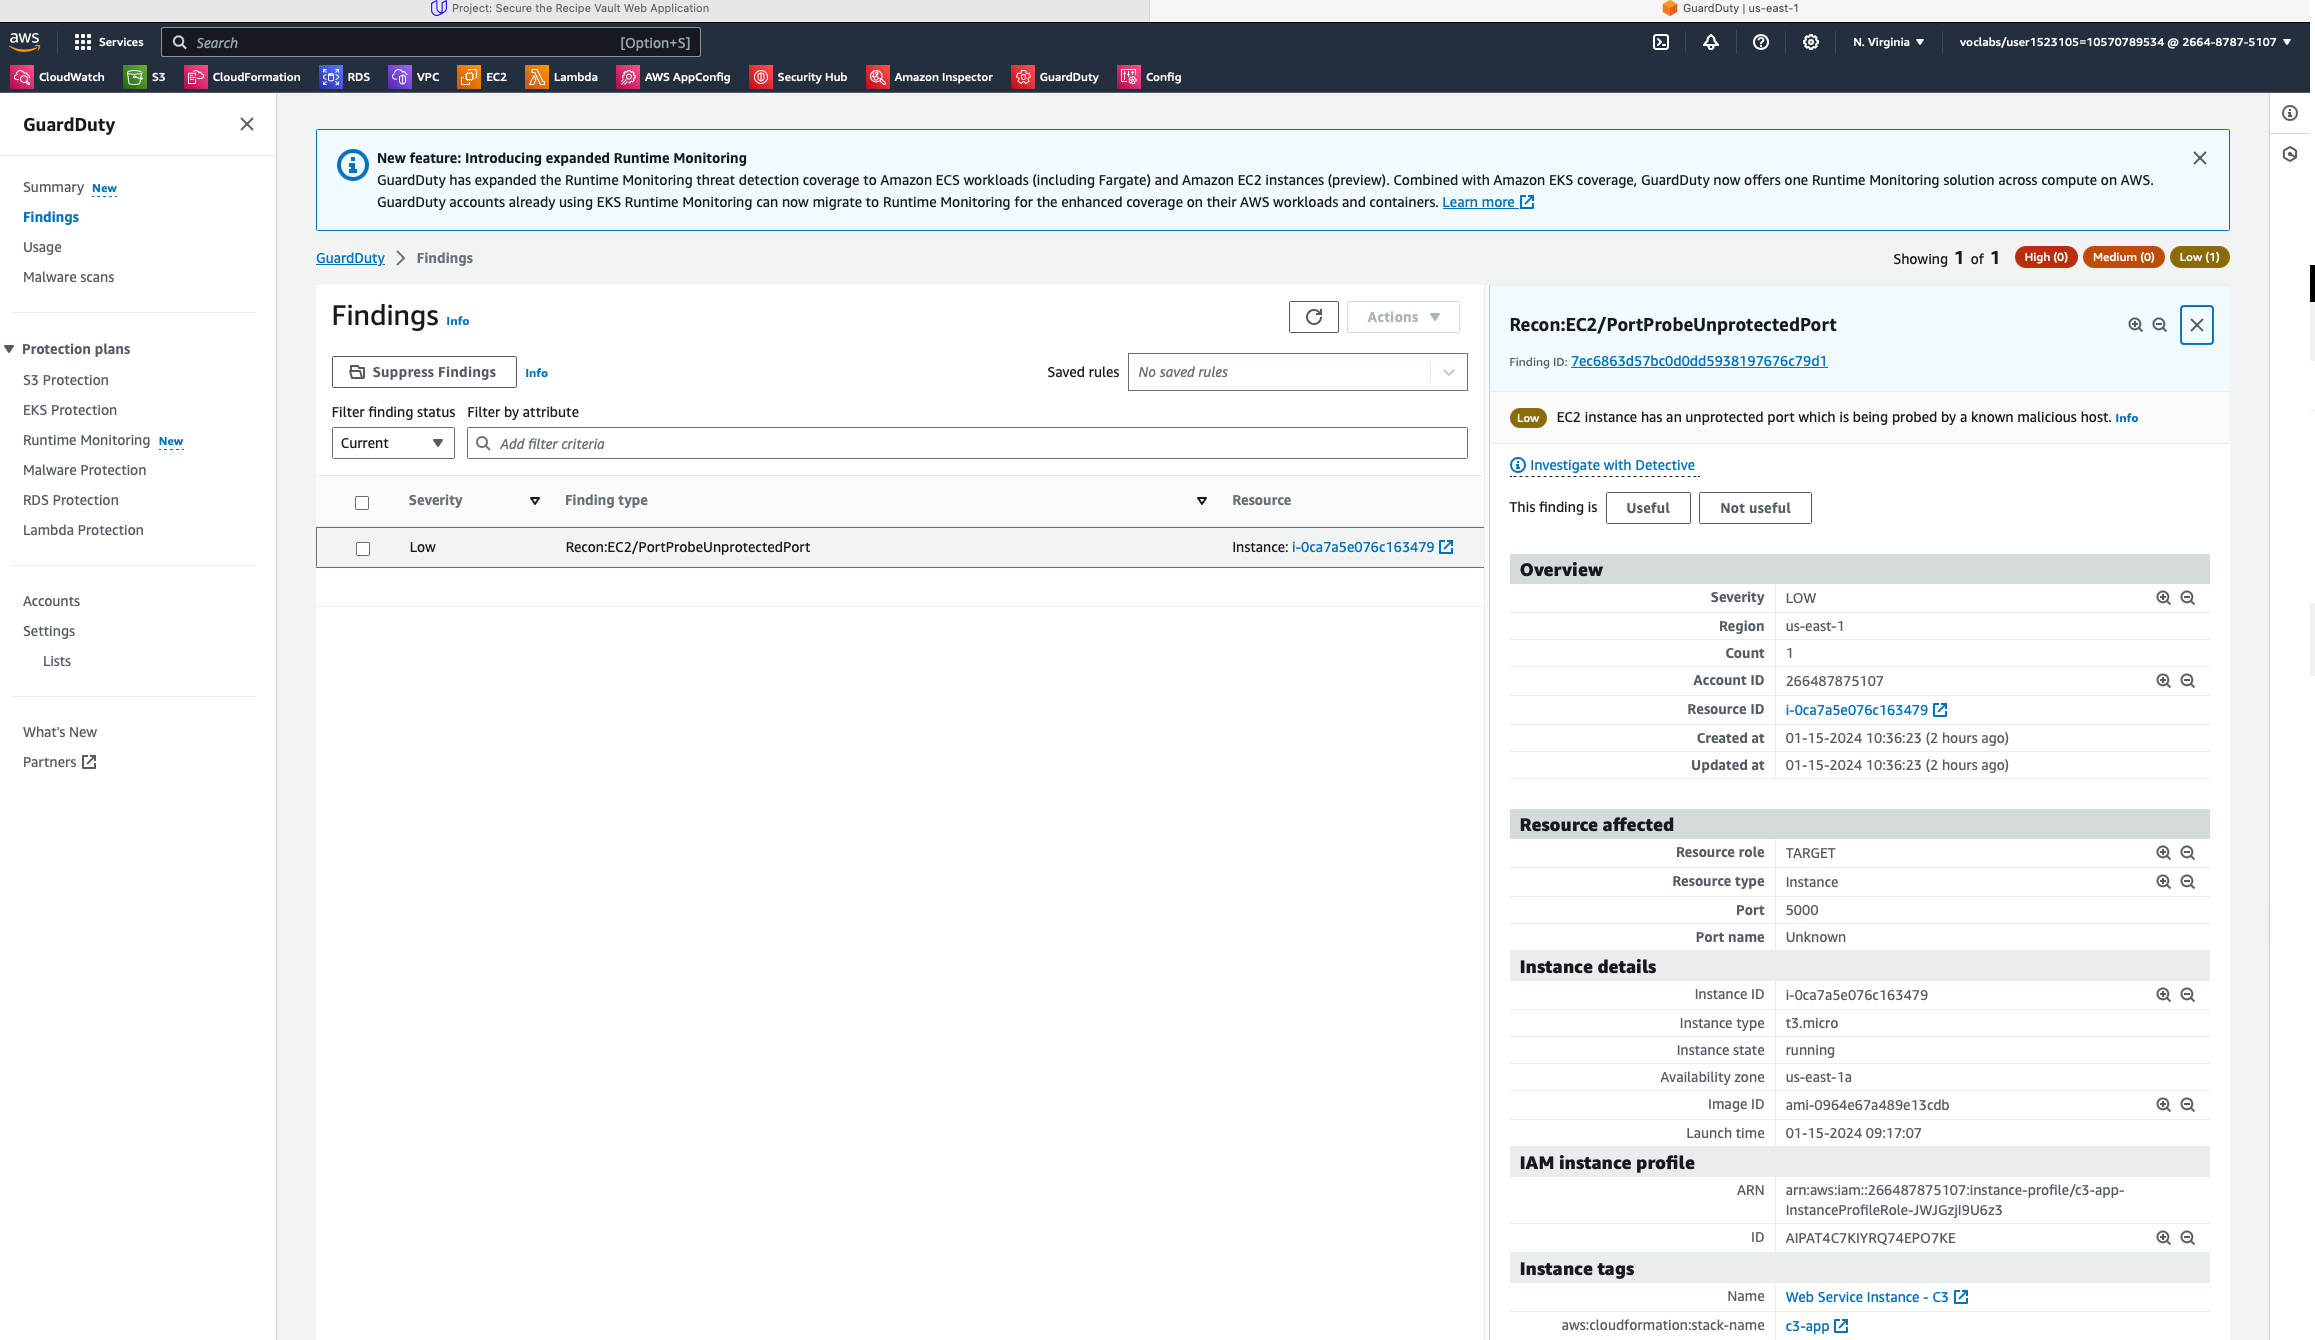 Project: Secure the Recipe Vault Web Application
GuardDuty | us-east-1
aws
Services
Search
[Option+S]
N. Virginia
voclabs/user1523105=10570789534 @ 2664-8787-5107
CloudWatch
S3
CloudFormation
RDS
VPC
EC2
Lambda
AWS AppConfig
Security Hub
Amazon Inspector
GuardDuty
Config
GuardDuty
Summary New
Findings
Usage
Malware scans
Protection plans
S3 Protection
EKS Protection
Runtime Monitoring New
Malware Protection
RDS Protection
Lambda Protection
Accounts
Settings
Lists
What's New
Partners
New feature: Introducing expanded Runtime Monitoring
GuardDuty has expanded the Runtime Monitoring threat detection coverage to Amazon ECS workloads (including Fargate) and Amazon EC2 instances (preview). Combined with Amazon EKS coverage, GuardDuty now offers one Runtime Monitoring solution across compute on AWS.
GuardDuty accounts already using EKS Runtime Monitoring can now migrate to Runtime Monitoring for the enhanced coverage on their AWS workloads and containers. Learn more
GuardDuty > Findings
Showing 1 of 1
High (0)
Medium (0)
Low (1)
Findings Info
Actions
Suppress Findings Info
Saved rules
No saved rules
Filter finding status
Filter by attribute
Current
Add filter criteria
Severity
Finding type
Resource
Low
Recon:EC2/PortProbeUnprotectedPort
Instance: i-0ca7a5e076c163479
Recon:EC2/PortProbeUnprotectedPort
Finding ID: 7ec6863d57bc0d0dd5938197676c79d1
Low EC2 instance has an unprotected port which is being probed by a known malicious host. Info
Investigate with Detective
This finding is Useful Not useful
Overview
Severity LOW
Region us-east-1
Count 1
Account ID 266487875107
Resource ID i-0ca7a5e076c163479
Created at 01-15-2024 10:36:23 (2 hours ago)
Updated at 01-15-2024 10:36:23 (2 hours ago)
Resource affected
Resource role TARGET
Resource type Instance
Port 5000
Port name Unknown
Instance details
Instance ID i-0ca7a5e076c163479
Instance type t3.micro
Instance state running
Availability zone us-east-1a
Image ID ami-0964e67a489e13cdb
Launch time 01-15-2024 09:17:07
IAM instance profile
ARN arn:aws:iam::266487875107:instance-profile/c3-app-
InstanceProfileRole-JWJGzjI9U6z3
ID AIPAT4C7KIYRQ74EPO7KE
Instance tags
Name Web Service Instance - C3
aws:cloudformation:stack-name c3-app